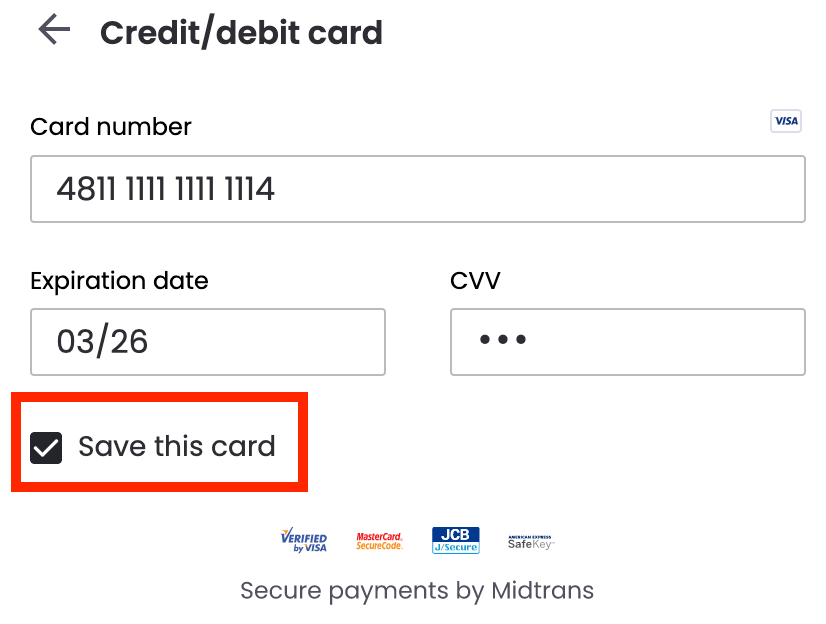 Credit/debit card
Card number
VISA
4811 1111 1111 1114
Expiration date
CVV
03/26
Save this card
VERIFIED
by VISA
MasterCard.
SecureCode.
JCB
J/Secure
AMERICAN EXPRESS
SafeKey
Secure payments by Midtrans